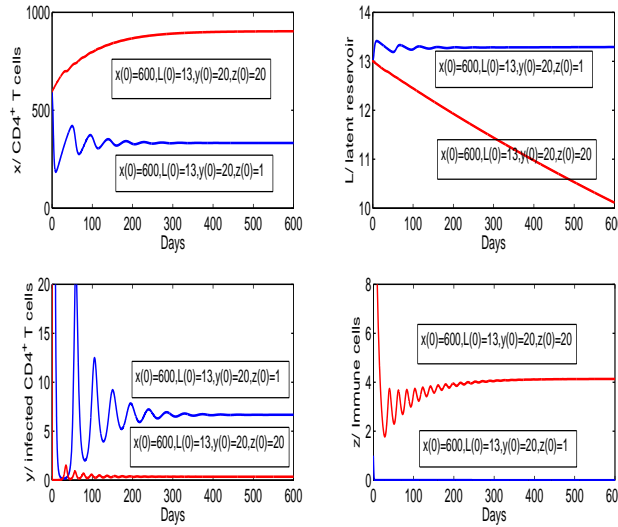 x/ CD4+ T cells
1000
500
0
x(0)=600,L(0)=13,y(0)=20,z(0)=20
x(0)=600,L(0)=13,y(0)=20,z(0)=1
0 100 200 300 400 500 600
Days
L/ latent reservoir
14
13
12
11
10
x(0)=600,L(0)=13,y(0)=20,z(0)=1
x(0)=600,L(0)=13,y(0)=20,z(0)=20
0 100 200 300 400 500 600
Days
y/ infected CD4+ T cells
20
15
10
5
0
x(0)=600,L(0)=13,y(0)=20,z(0)=1
x(0)=600,L(0)=13,y(0)=20,z(0)=20
0 100 200 300 400 500 600
Days
z/ Immune cells
8
6
4
2
0
x(0)=600,L(0)=13,y(0)=20,z(0)=20
x(0)=600,L(0)=13,y(0)=20,z(0)=1
0 100 200 300 400 500 600
Days